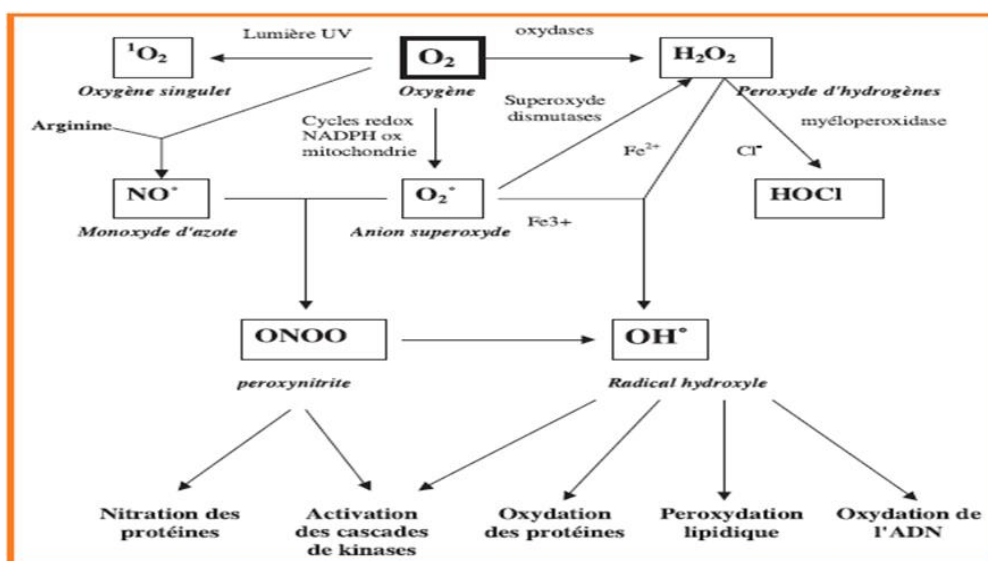 Lumière UV
oxydases
¹O₂
O₂
H₂O₂
Oxygène singulet
Oxygène
Peroxyde d'hydrogènes
Arginine
Cycles redox
NADPH ox
mitochondrie
Superoxyde
dismutases
myéloperoxidase
Fe²⁺
Cl⁻
NO°
O₂°
HOCl
Monoxyde d'azote
Anion superoxyde
Fe3+
ONOO
OH°
peroxynitrite
Radical hydroxyle
Nitration des
protéines
Activation
des cascades
de kinases
Oxydation
des protéines
Peroxydation
lipidique
Oxydation de
l'ADN